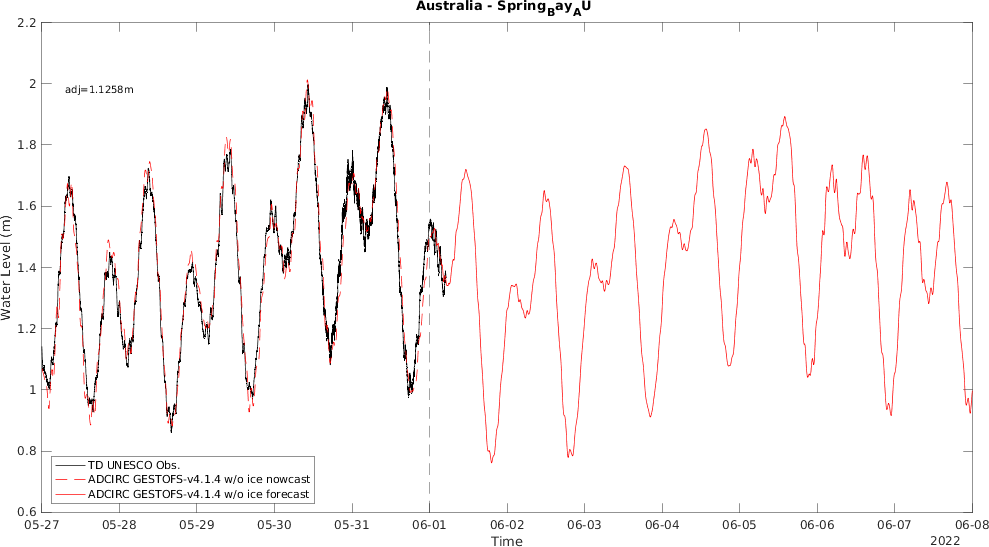 Australia - Spring_Bay_AU
2.2
2
1.8
1.6
1.4
1.2
1
0.8
0.6
Water Level (m)
adj=1.1258m
TD UNESCO Obs.
ADCIRC GESTOFS-v4.1.4 w/o ice nowcast
ADCIRC GESTOFS-v4.1.4 w/o ice forecast
05-27 05-28 05-29 05-30 05-31 06-01 06-02 06-03 06-04 06-05 06-06 06-07 06-08
Time
2022